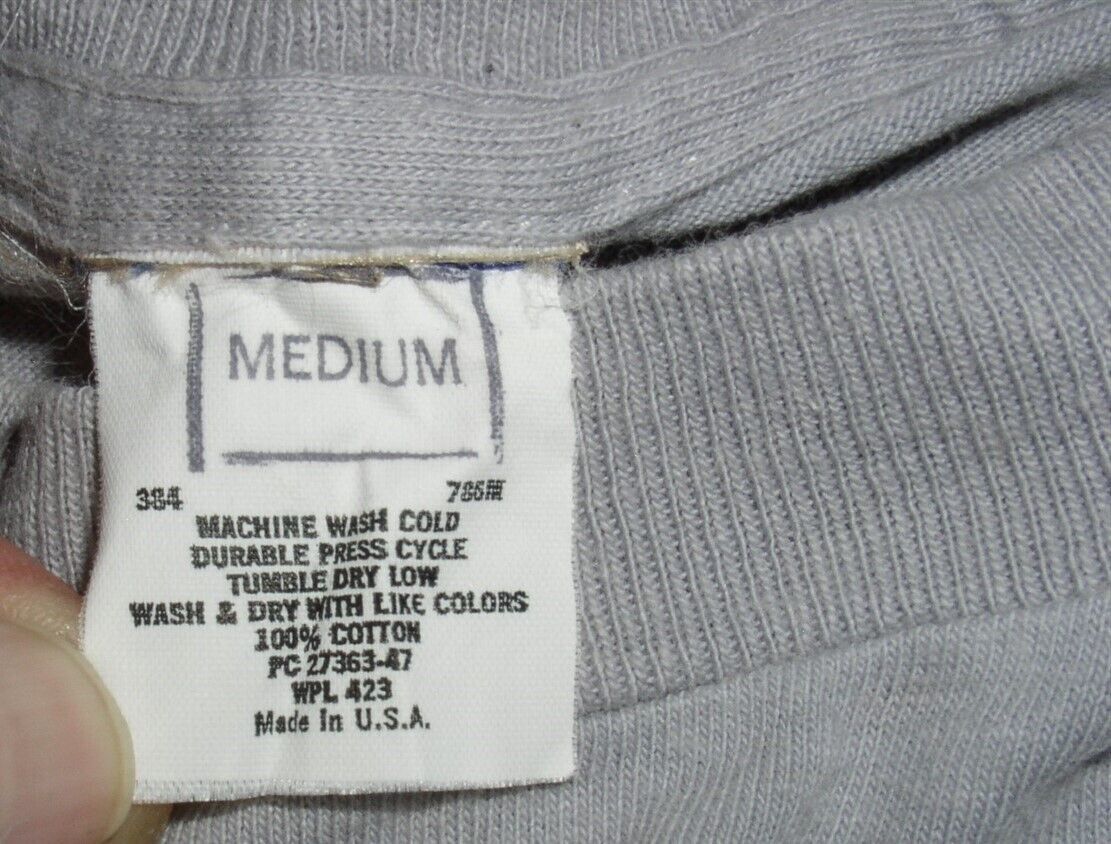 MEDIUM
384 786M
MACHINE WASH COLD
DURABLE PRESS CYCLE
TUMBLE DRY LOW
WASH & DRY WITH LIKE COLORS
100% COTTON
PC 27363-47
WPL 423
Made In U.S.A.